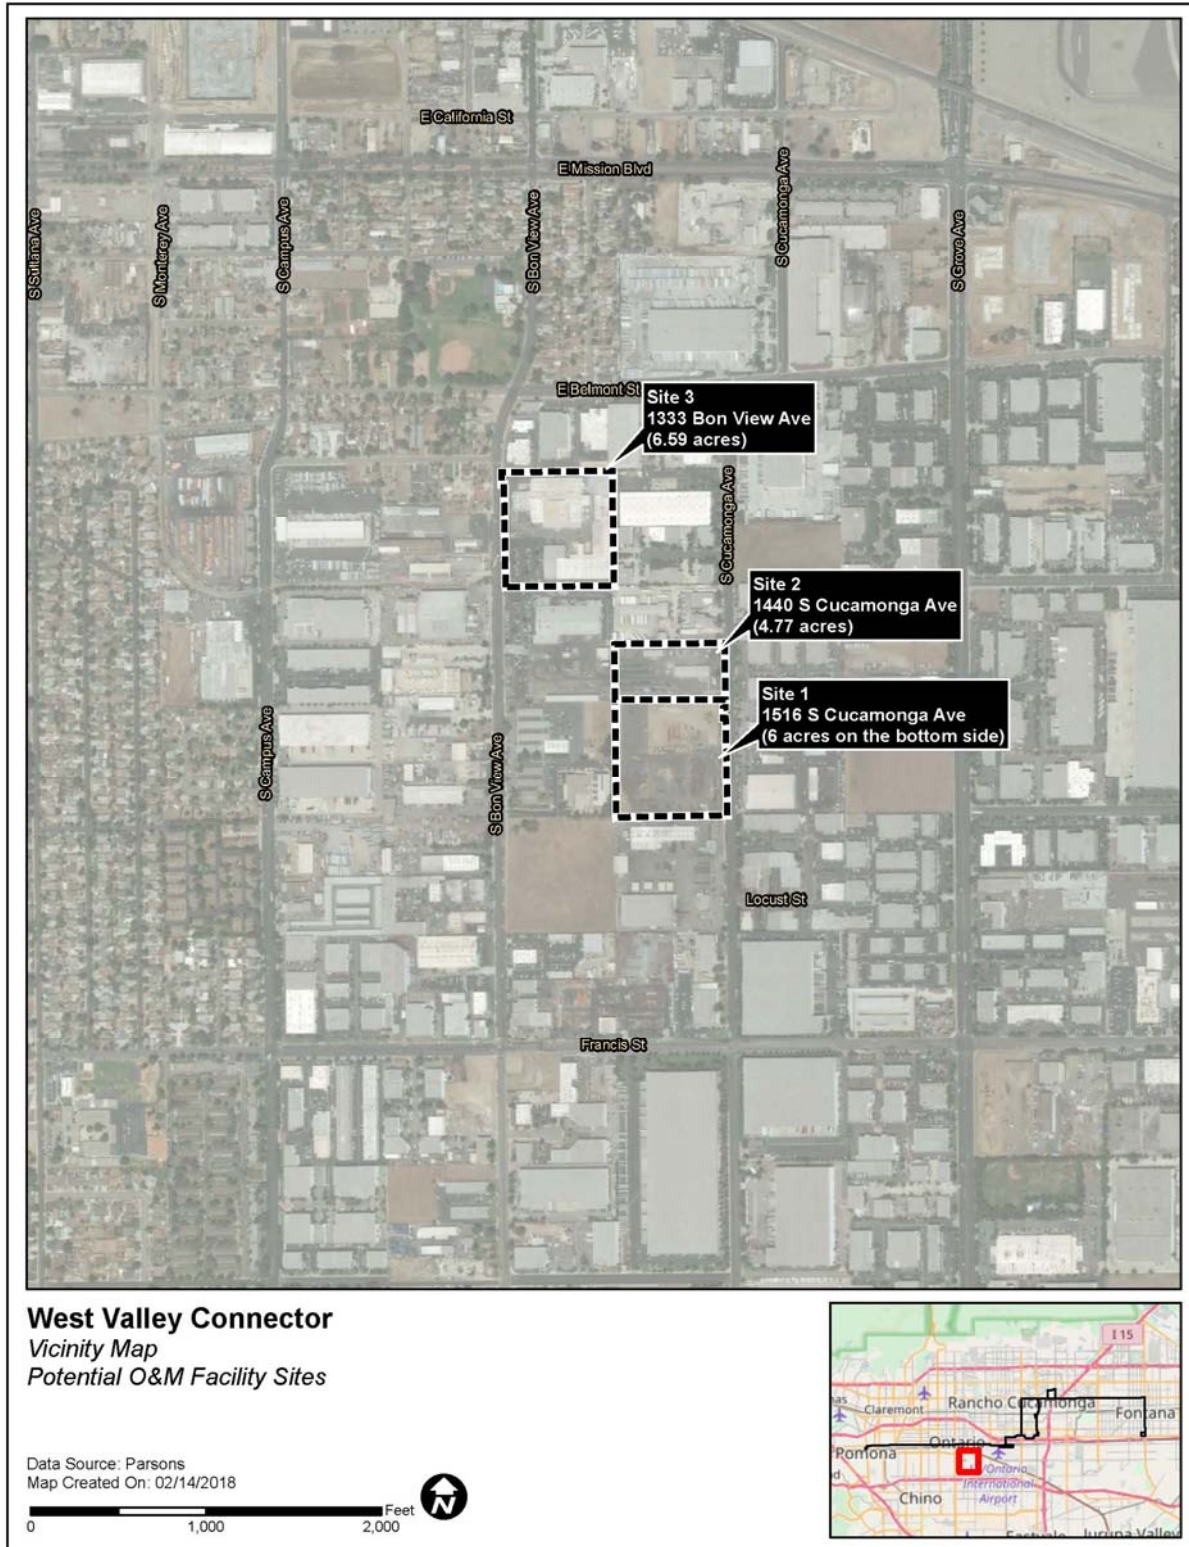 E California St
E Mission Blvd
S Sultana Ave
S Monterey Ave
S Campus Ave
S Bon View Ave
S Cucamonga Ave
S Grove Ave
E Belmont St
Site 3
1333 Bon View Ave
(6.59 acres)
S Cucamonga Ave
Site 2
1440 S Cucamonga Ave
(4.77 acres)
Site 1
1516 S Cucamonga Ave
(6 acres on the bottom side)
S Campus Ave
S Bon View Ave
Locust St
Francis St
West Valley Connector
Vicinity Map
Potential O&M Facility Sites
Data Source: Parsons
Map Created On: 02/14/2018
Feet
0 1,000 2,000
N
I 15
Claremont
Rancho Cucamonga
Fontana
Pomona
Ontario
/Ontario
International
Airport
Chino
Jurupa Valley